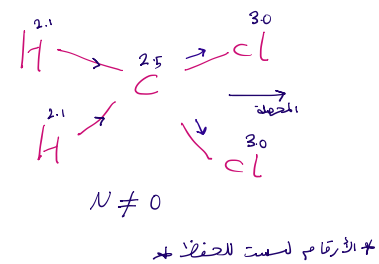 2.1 3.0
H Cl
2.5
C
المحصلة
2.1 3.0
H Cl
N ≠ 0
* الأرقام ليست للحفظ *